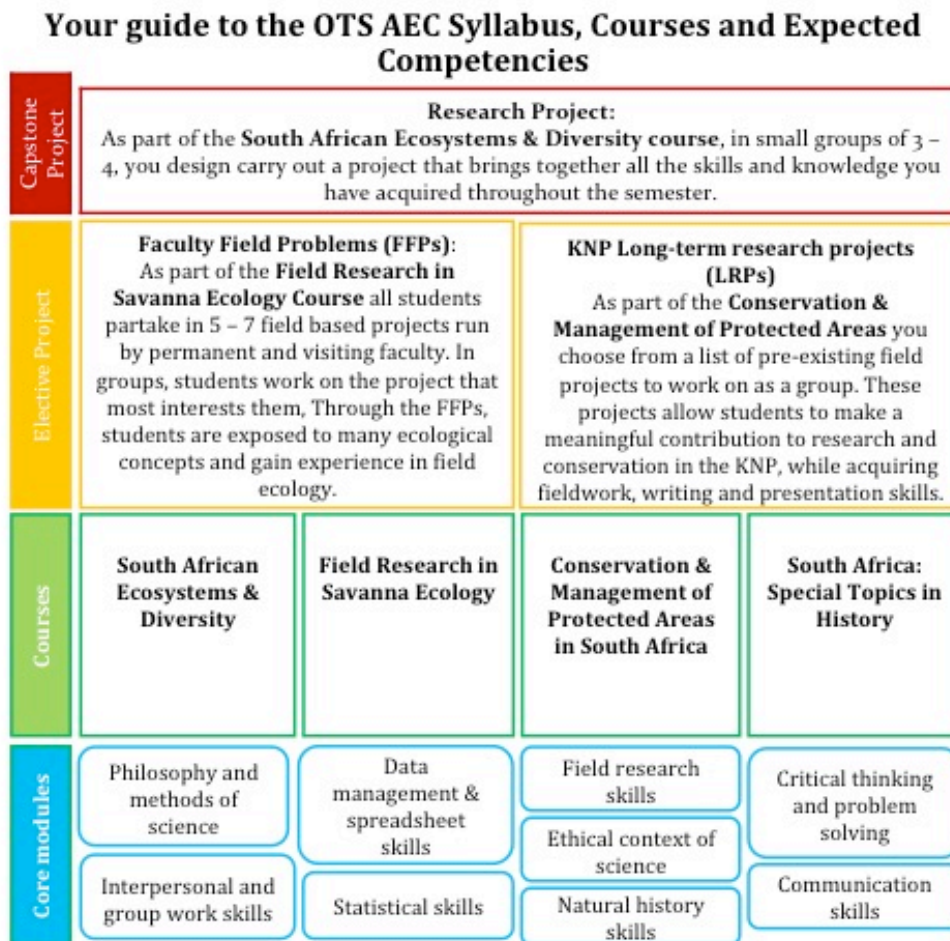 Your guide to the OTS AEC Syllabus, Courses and Expected
Competencies
Capstone
Project
Research Project:
As part of the South African Ecosystems & Diversity course, in small groups of 3 –
4, you design carry out a project that brings together all the skills and knowledge you
have acquired throughout the semester.
Elective Project
Faculty Field Problems (FFPs):
As part of the Field Research in
Savanna Ecology Course all students
partake in 5 – 7 field based projects run
by permanent and visiting faculty. In
groups, students work on the project that
most interests them, Through the FFPs,
students are exposed to many ecological
concepts and gain experience in field
ecology.
KNP Long-term research projects
(LRPs)
As part of the Conservation &
Management of Protected Areas you
choose from a list of pre-existing field
projects to work on as a group. These
projects allow students to make a
meaningful contribution to research and
conservation in the KNP, while acquiring
fieldwork, writing and presentation skills.
Courses
South African
Ecosystems &
Diversity
Field Research in
Savanna Ecology
Conservation &
Management of
Protected Areas
in South Africa
South Africa:
Special Topics in
History
Core modules
Philosophy and
methods of
science
Interpersonal and
group work skills
Data
management &
spreadsheet
skills
Statistical skills
Field research
skills
Ethical context of
science
Natural history
skills
Critical thinking
and problem
solving
Communication
skills